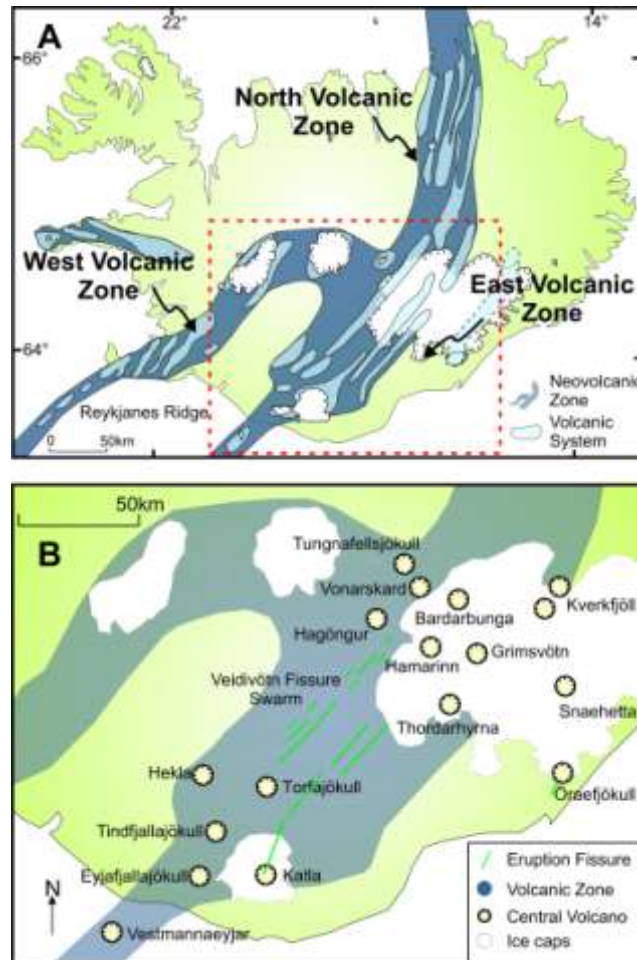 22°
14°
A
66°
North Volcanic
Zone
West Volcanic
Zone
East Volcanic
Zone
64°
Reykjanes Ridge
0 50km
Neovolcanic
Zone
Volcanic
System
50km
B
Tungnafellsjökull
Vonarskard
Bardarbunga
Kverkfjöll
Hagöngur
Hamarinn
Grimsvötn
Veidivötn Fissure
Swarm
Snaehetta
Thordarhyrna
Hekla
Torfajökull
Oraefjökull
Tindfjallajökull
Eyjafjallajökull
Katla
N
Vestmannaeyjar
Eruption Fissure
Volcanic Zone
Central Volcano
Ice caps